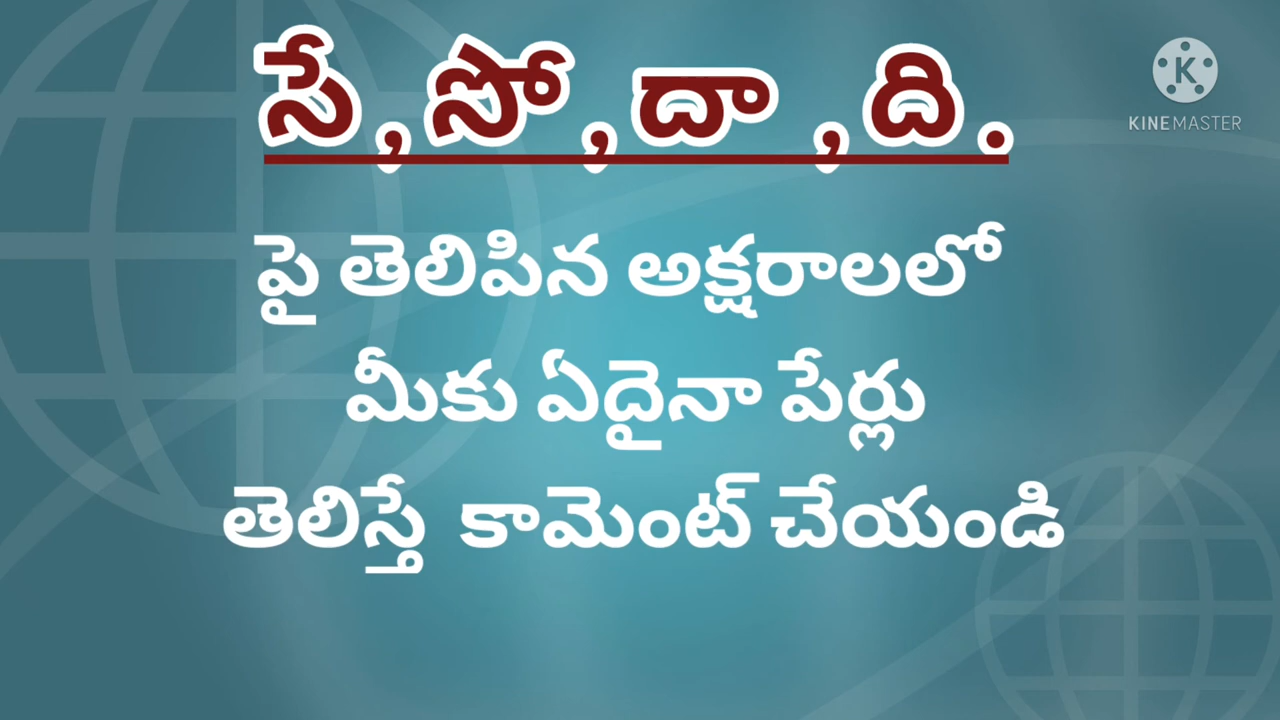 సే,సో,దా ,ది.
KINEMASTER
పై తెలిపిన అక్షరాలలో
మీకు ఏదైనా పేర్లు
తెలిస్తే కామెంట్ చేయండి